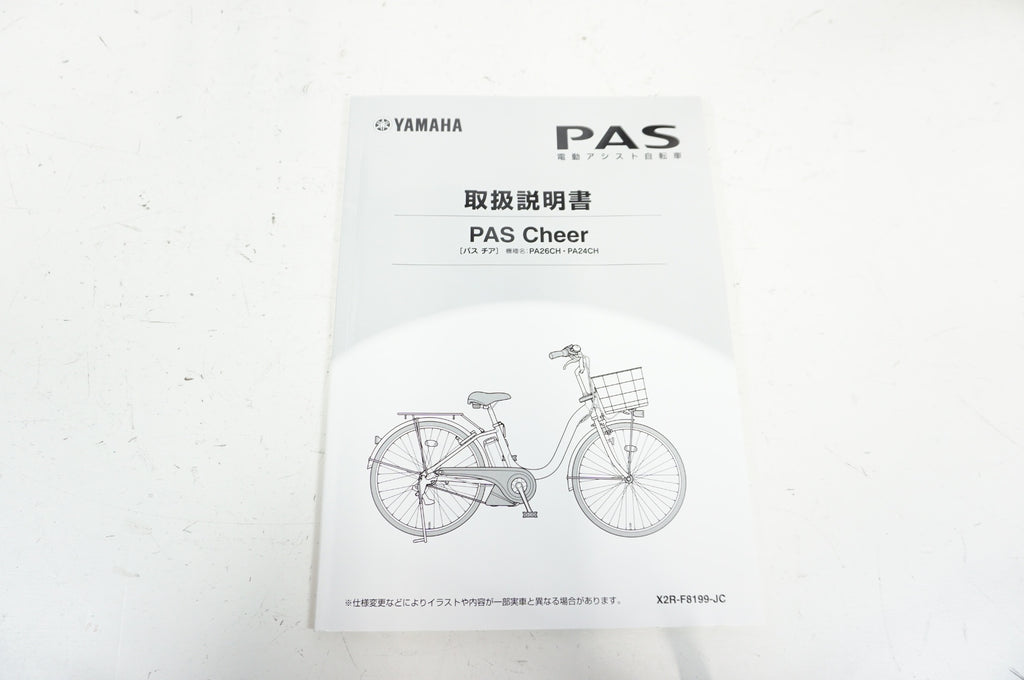 YAMAHA
PAS
電動アシスト自転車
取扱説明書
PAS Cheer
[パス チア] 機種名:PA26CH・PA24CH
※仕様変更などによりイラストや内容が一部実車と異なる場合があります。
X2R-F8199-JC